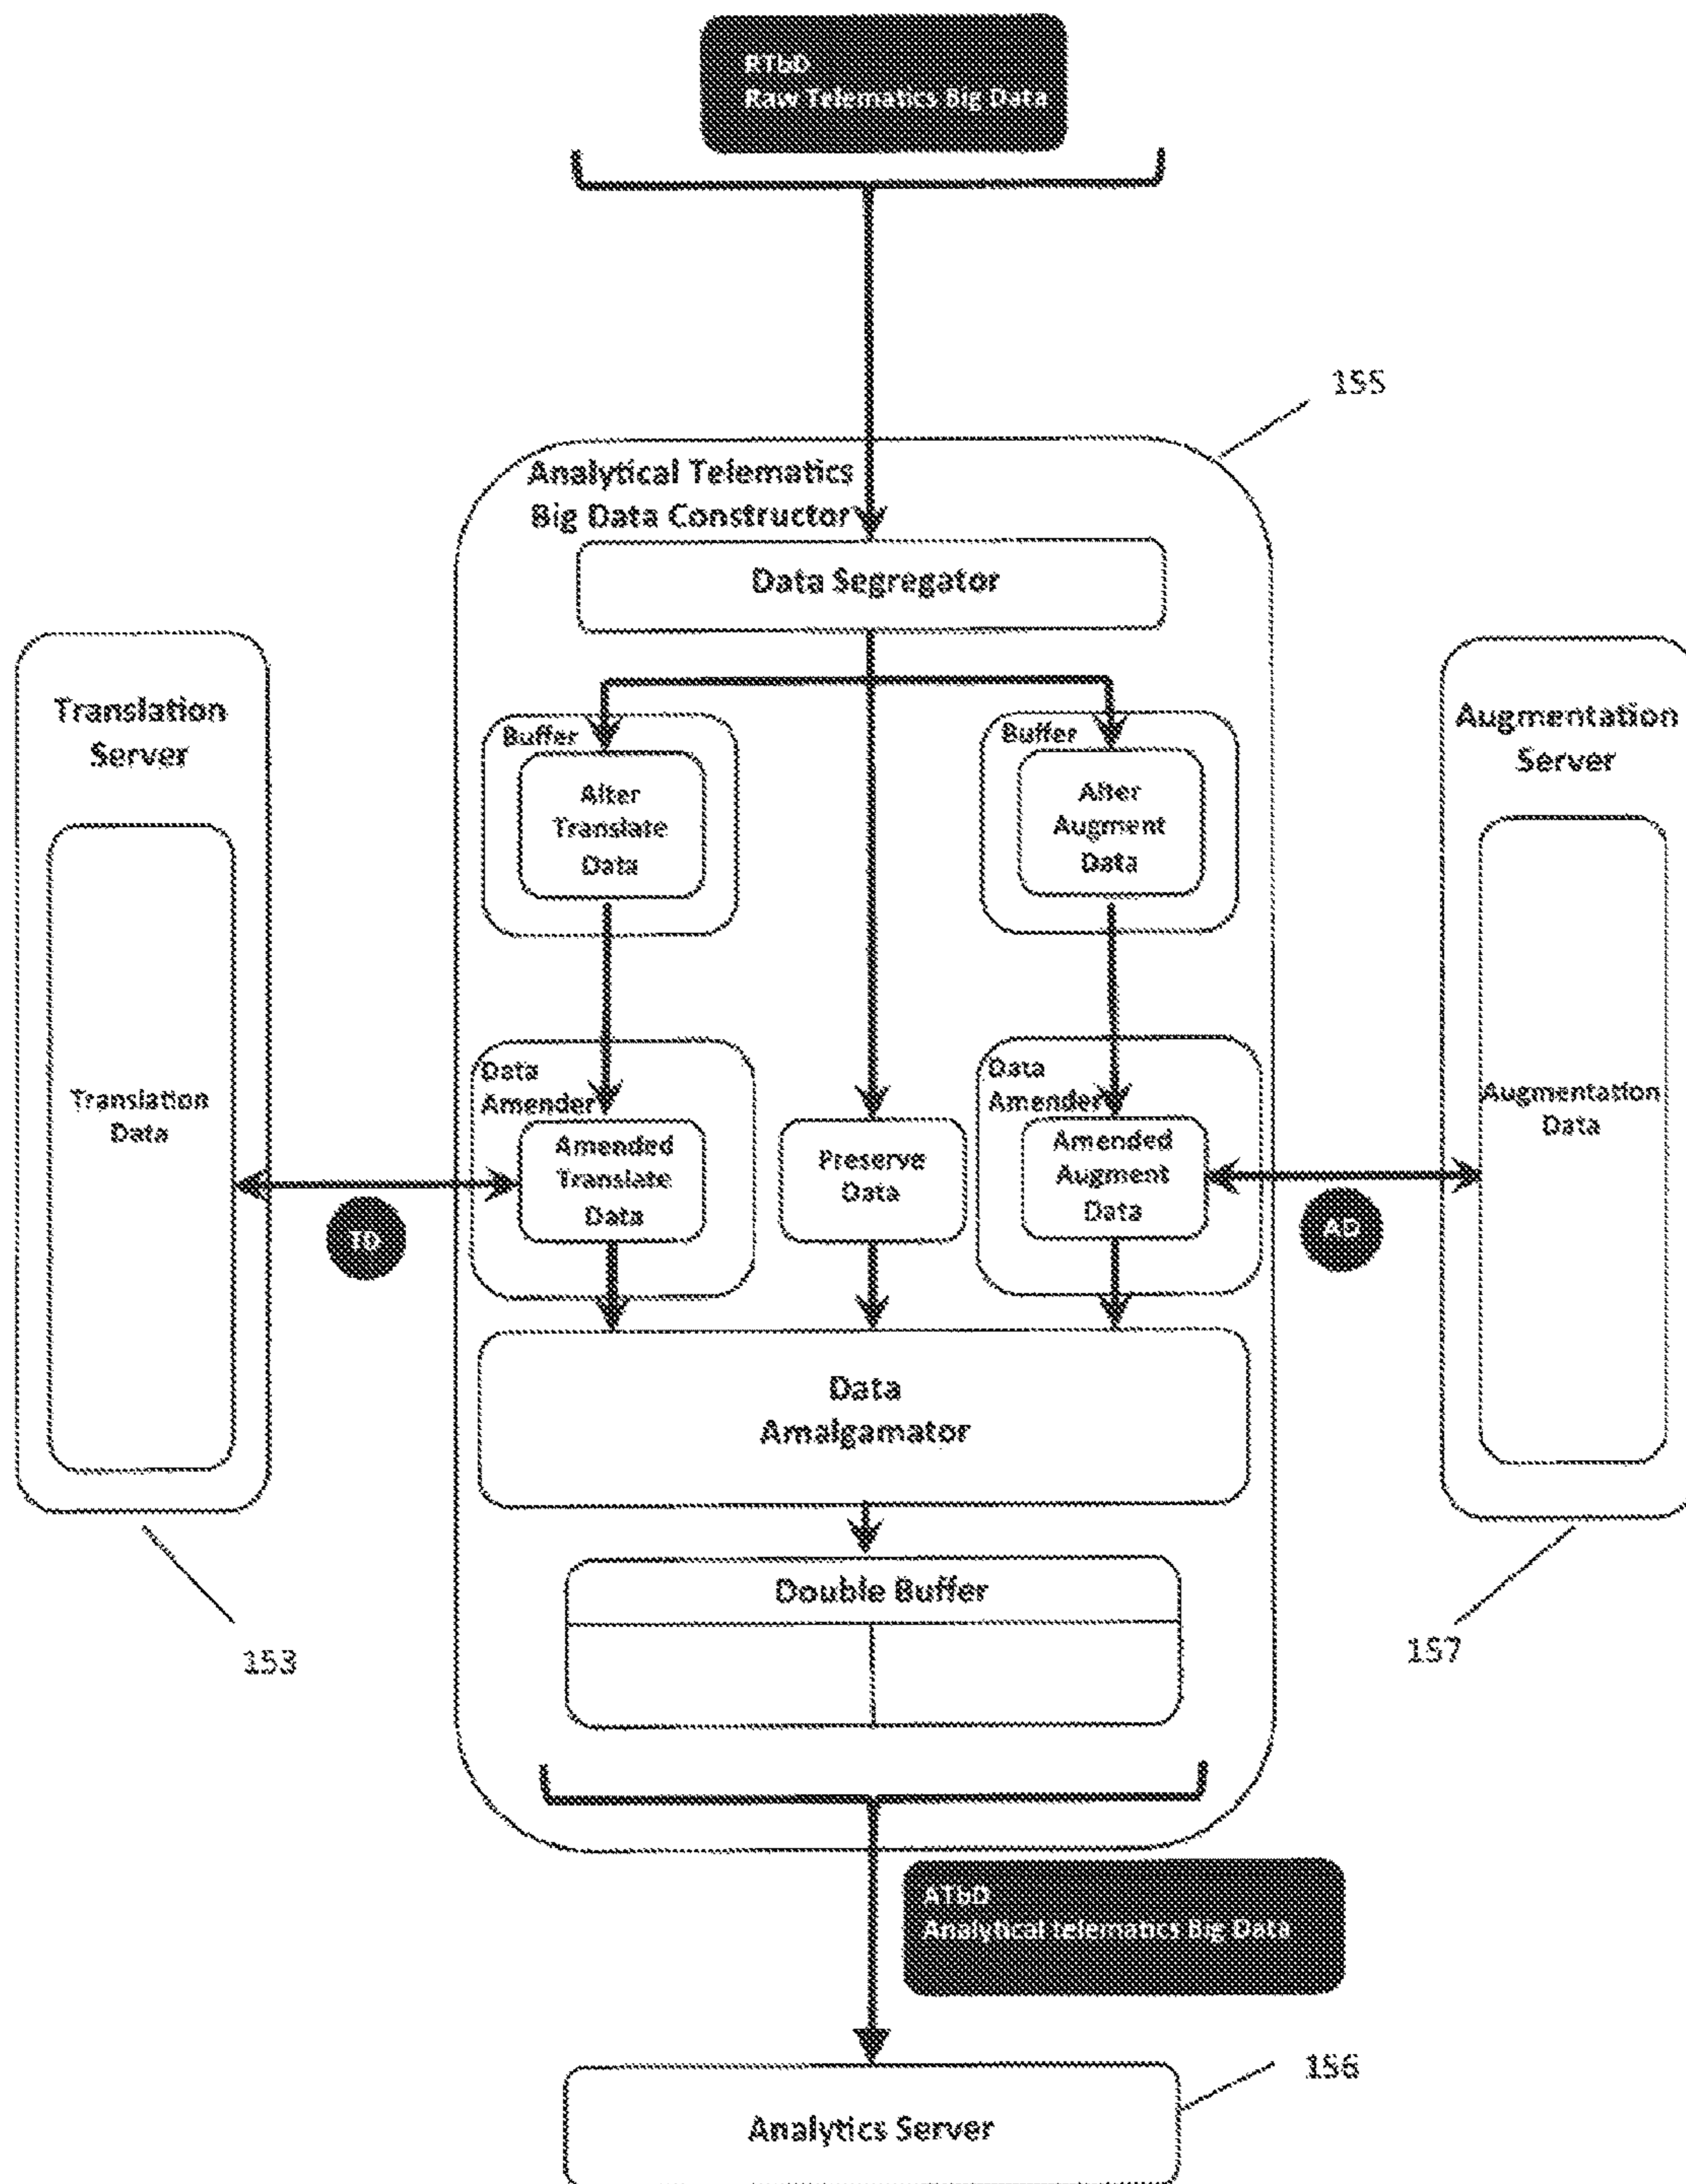 RTbD
Raw Telematics Big Data
155
Analytical Telematics
Big Data Constructor
Data Segregator
Translation
Server
Translation
Data
153
Buffer
Alter
Translate
Data
Buffer
Alter
Augment
Data
Augmentation
Server
Augmentation
Data
157
Data
Amender
Amended
Translate
Data
Preserve
Data
Data
Amender
Amended
Augment
Data
TD
AD
Data
Amalgamator
Double Buffer
ATbD
Analytical telematics Big Data
156
Analytics Server